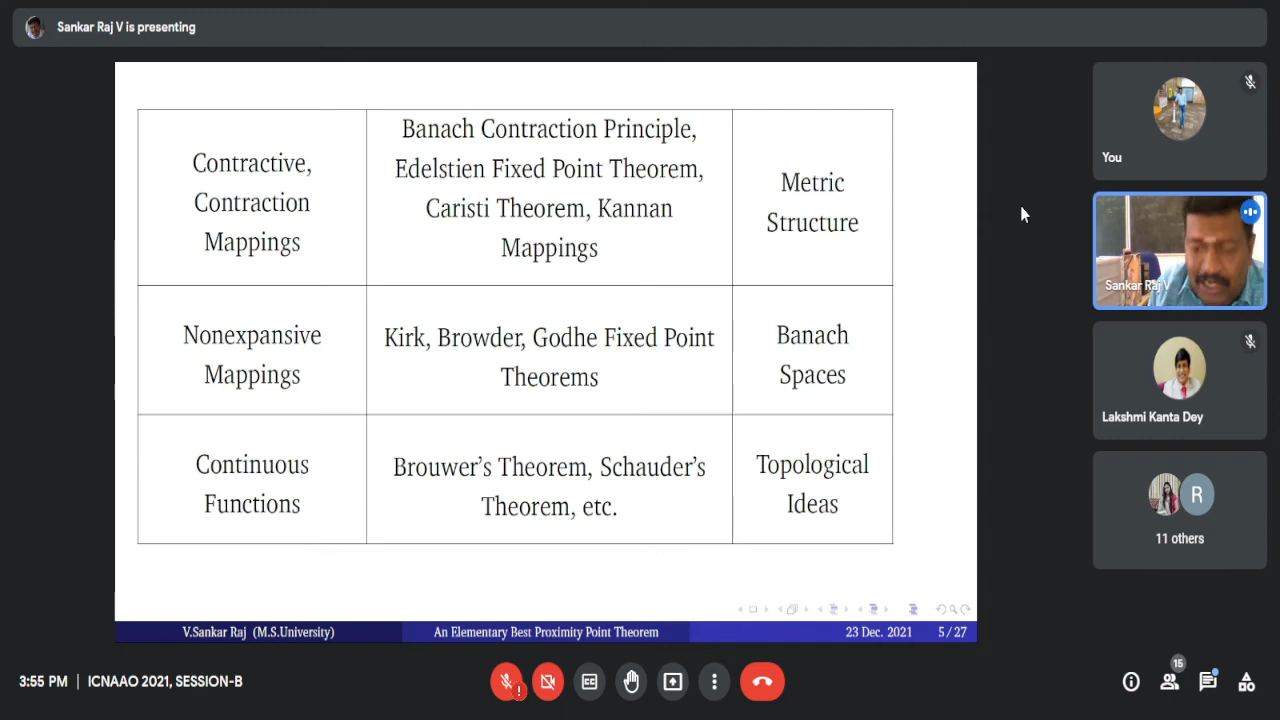 Sankar Raj V is presenting
Contractive,
Contraction
Mappings
Banach Contraction Principle,
Edelstien Fixed Point Theorem,
Caristi Theorem, Kannan
Mappings
Metric
Structure
Nonexpansive
Mappings
Kirk, Browder, Godhe Fixed Point
Theorems
Banach
Spaces
Continuous
Functions
Brouwer's Theorem, Schauder's
Theorem, etc.
Topological
Ideas
V.Sankar Raj (M.S.University)
An Elementary Best Proximity Point Theorem
23 Dec. 2021
5 / 27
You
Sankar Raj V
Lakshmi Kanta Dey
R
11 others
3:55 PM | ICNAAO 2021, SESSION-B
15